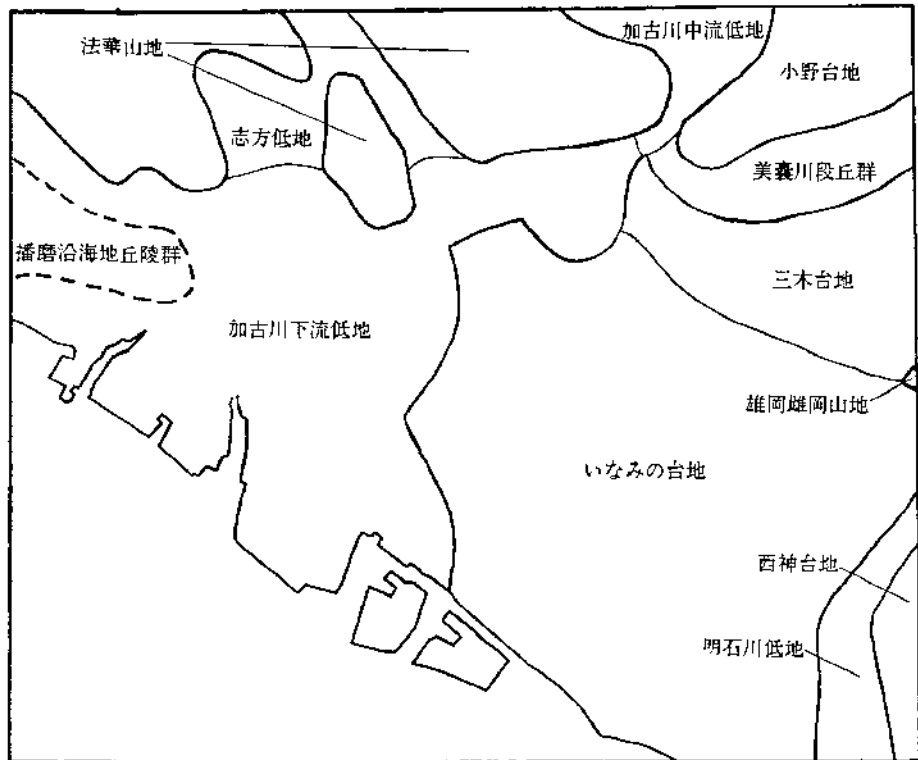 加古川中流低地
法華山地
小野台地
志方低地
美嚢川段丘群
播磨沿海地丘陵群
三木台地
加古川下流低地
雄岡雌岡山地
いなみの台地
西神台地
明石川低地